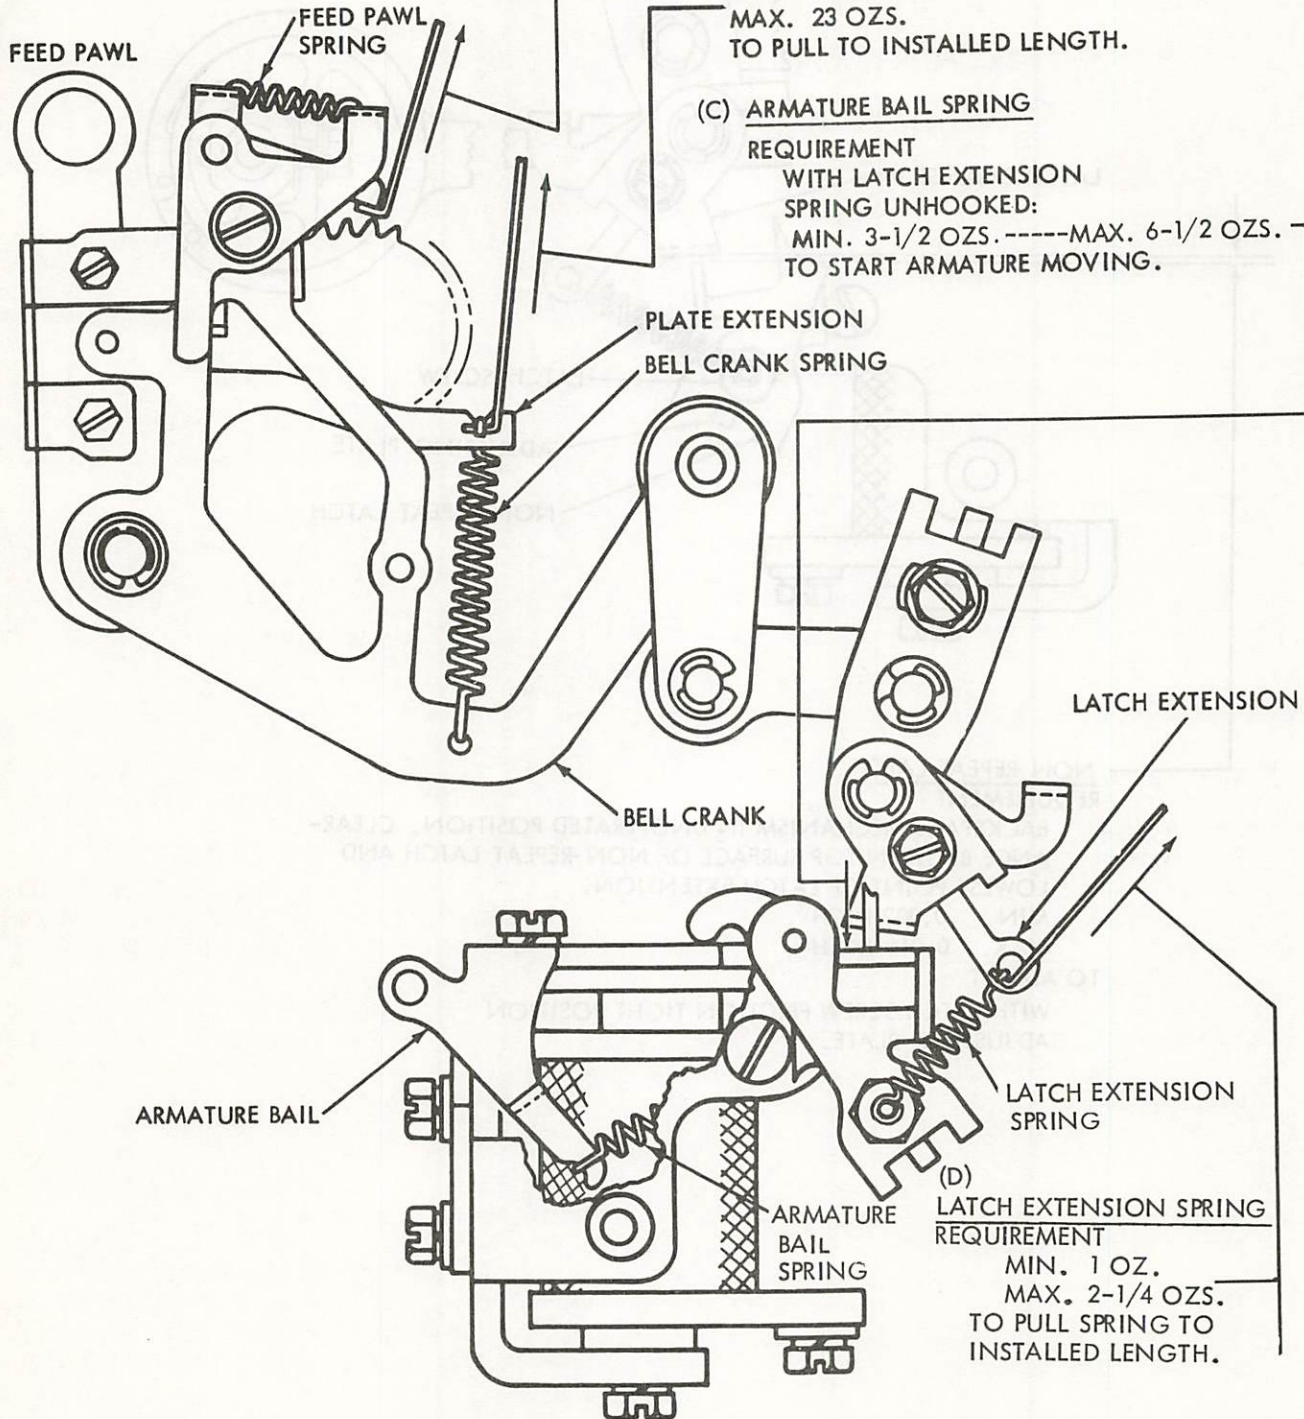 FEED PAWL
SPRING
FEED PAWL
MAX. 23 OZS.
TO PULL TO INSTALLED LENGTH.
(C) ARMATURE BAIL SPRING
REQUIREMENT
WITH LATCH EXTENSION
SPRING UNHOOKED:
MIN. 3-1/2 OZS.-----MAX. 6-1/2 OZS.
TO START ARMATURE MOVING.
PLATE EXTENSION
BELL CRANK SPRING
LATCH EXTENSION
BELL CRANK
ARMATURE BAIL
LATCH EXTENSION
SPRING
ARMATURE
BAIL
SPRING
(D)
LATCH EXTENSION SPRING
REQUIREMENT
MIN. 1 OZ.
MAX. 2-1/4 OZS.
TO PULL SPRING TO
INSTALLED LENGTH.